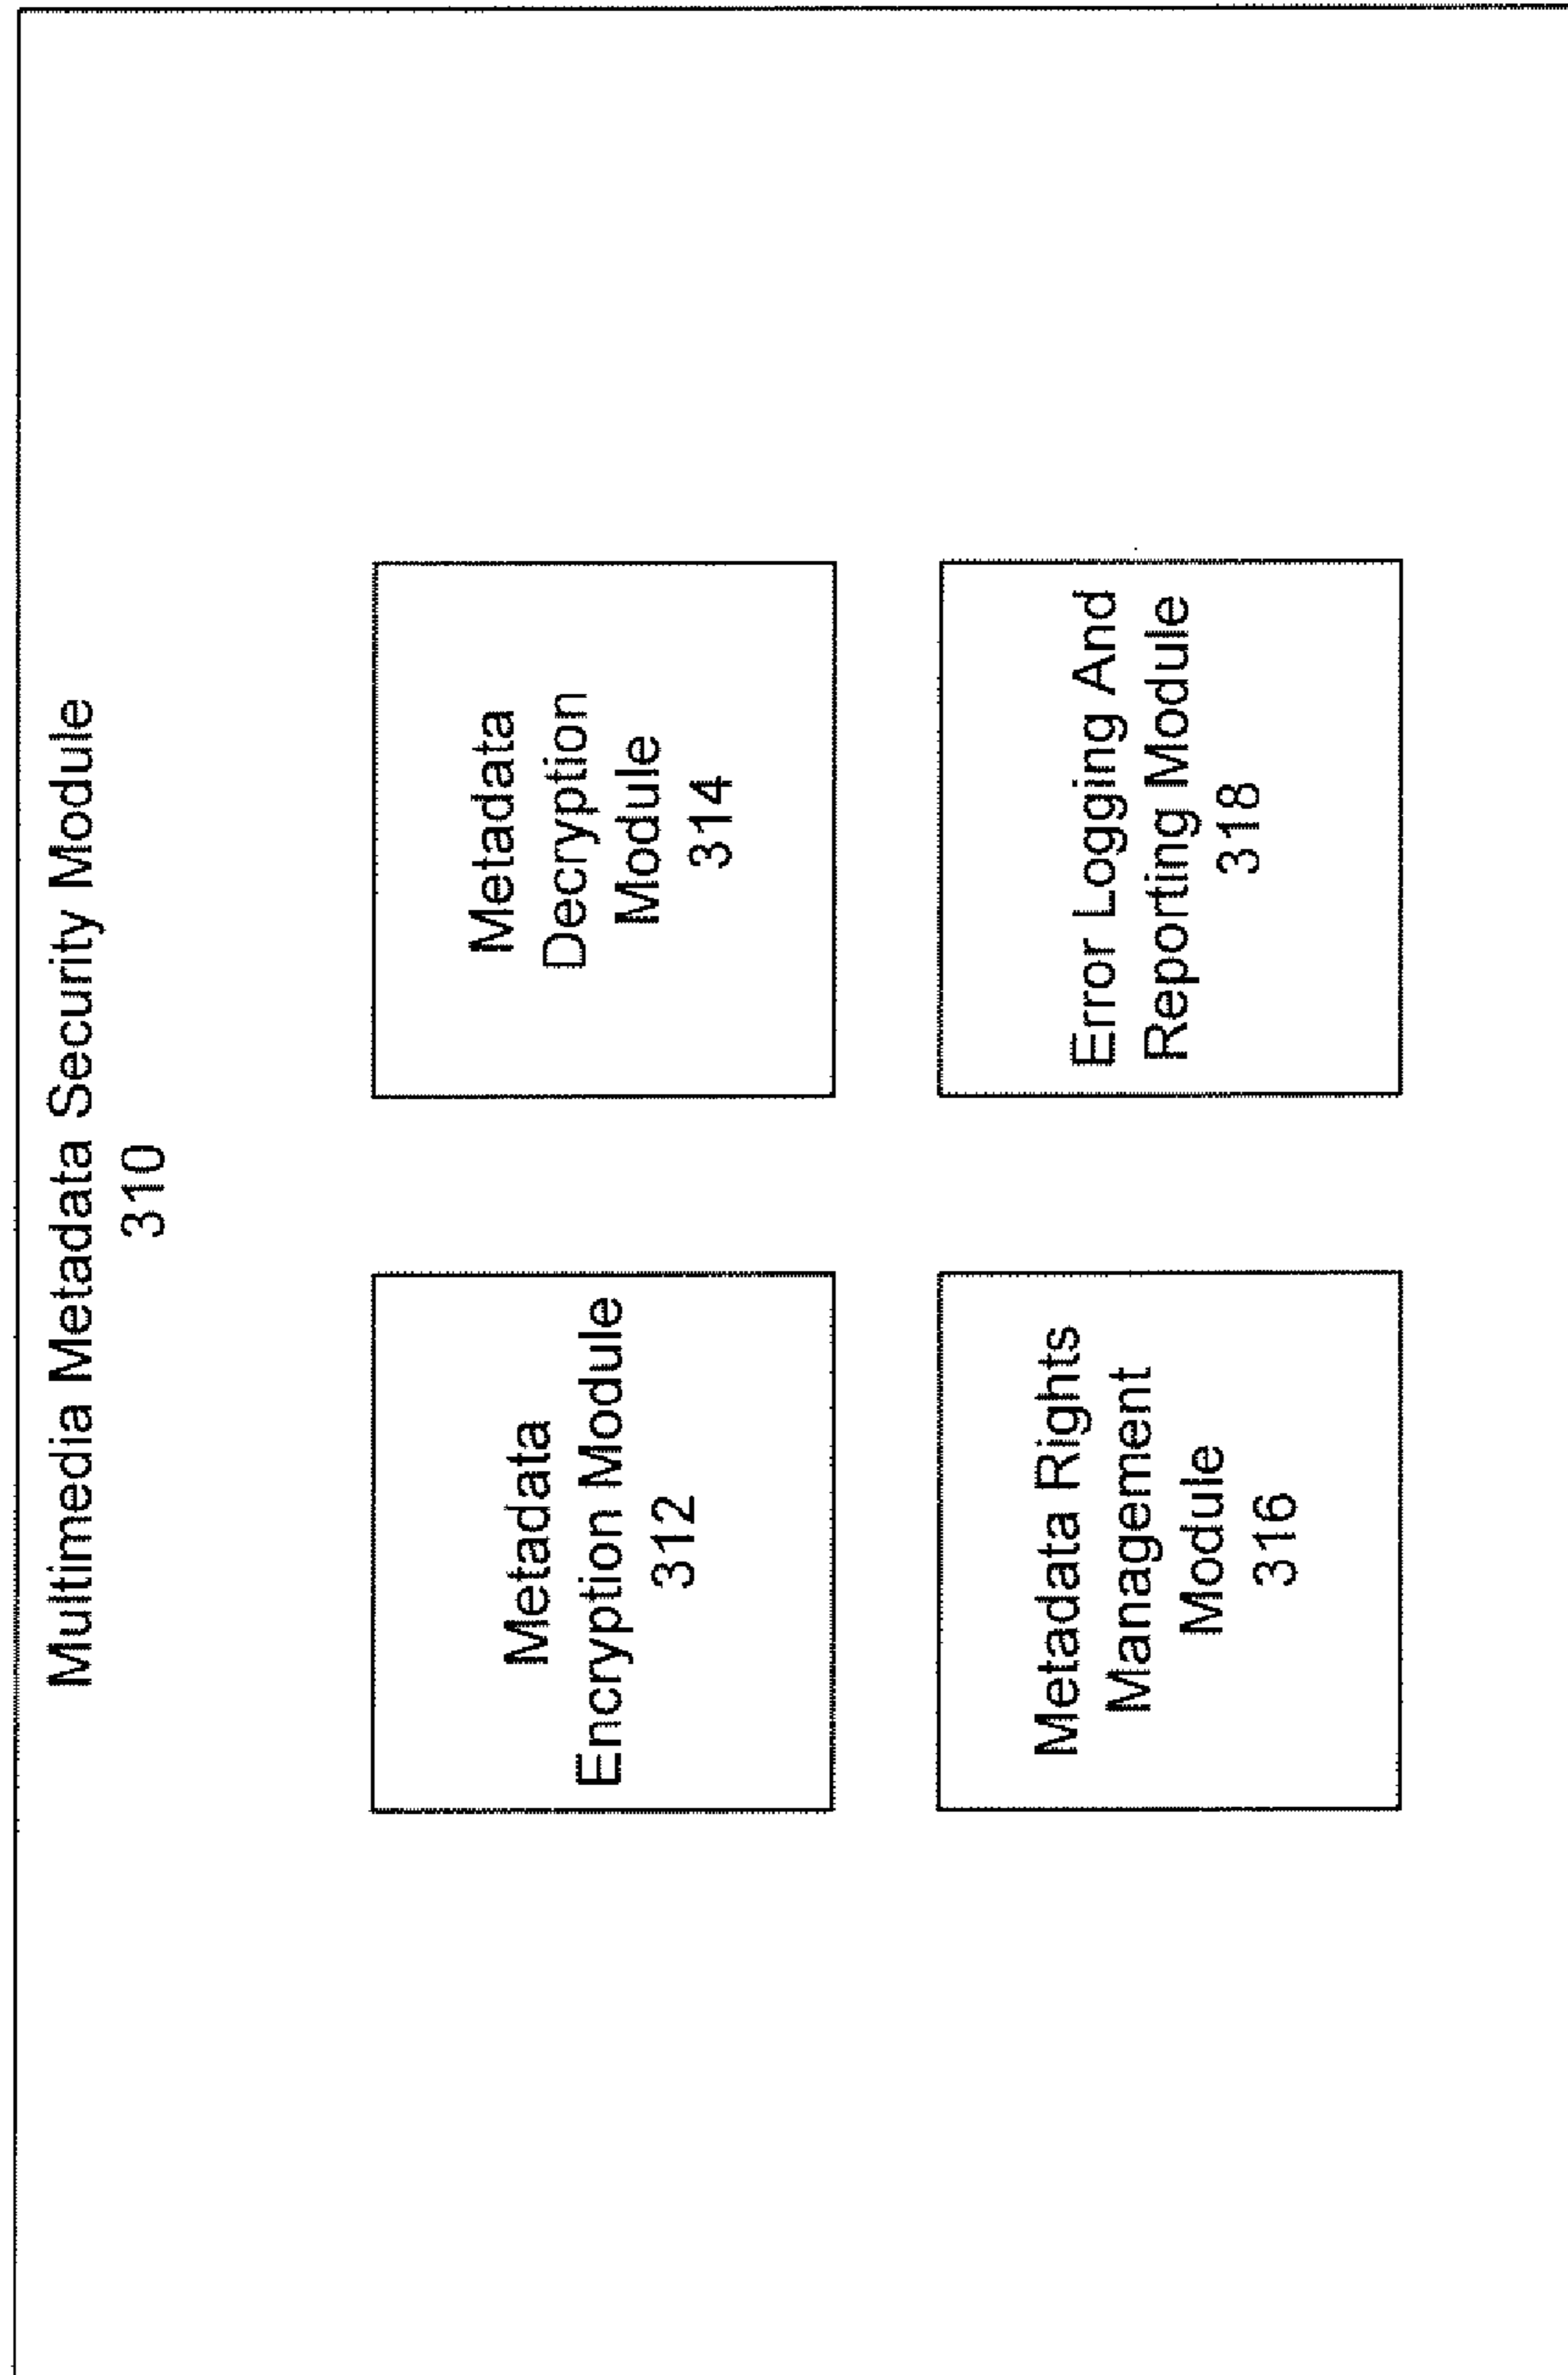 Multimedia Metadata Security Module
310
Metadata
Encryption Module
312
Metadata
Decryption
Module
314
Metadata Rights
Management
Module
316
Error Logging And
Reporting Module
318